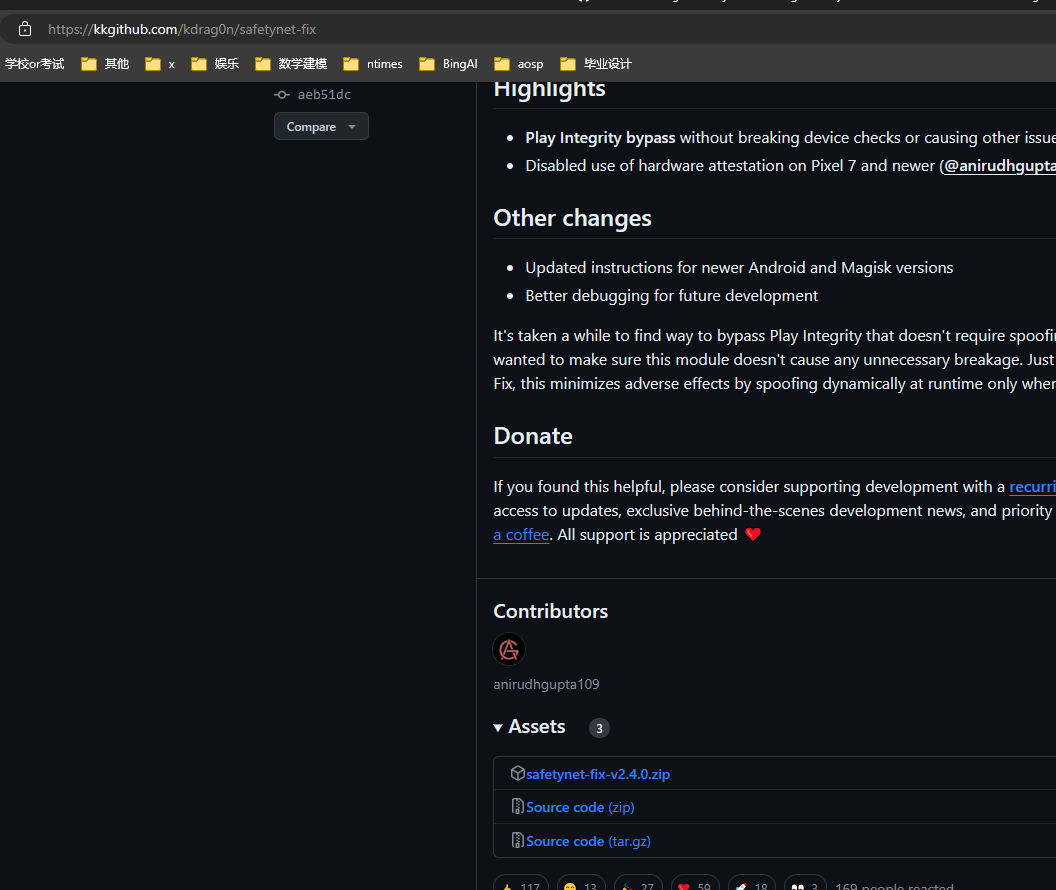 https://kkgithub.com/kdrag0n/safetynet-fix
学校or考试 其他 x 娱乐 数学建模 ntimes BingAI aosp 毕业设计
aeb51dc
Compare
Highlights
Play Integrity bypass without breaking device checks or causing other issue
Disabled use of hardware attestation on Pixel 7 and newer (@anirudhgupta
Other changes
Updated instructions for newer Android and Magisk versions
Better debugging for future development
It's taken a while to find way to bypass Play Integrity that doesn't require spoofin
wanted to make sure this module doesn't cause any unnecessary breakage. Just
Fix, this minimizes adverse effects by spoofing dynamically at runtime only wher
Donate
If you found this helpful, please consider supporting development with a recurri
access to updates, exclusive behind-the-scenes development news, and priority
a coffee. All support is appreciated ❤️
Contributors
anirudhgupta109
Assets 3
safetynet-fix-v2.4.0.zip
Source code (zip)
Source code (tar.gz)
117 13 27 59 18 3 169 people reacted